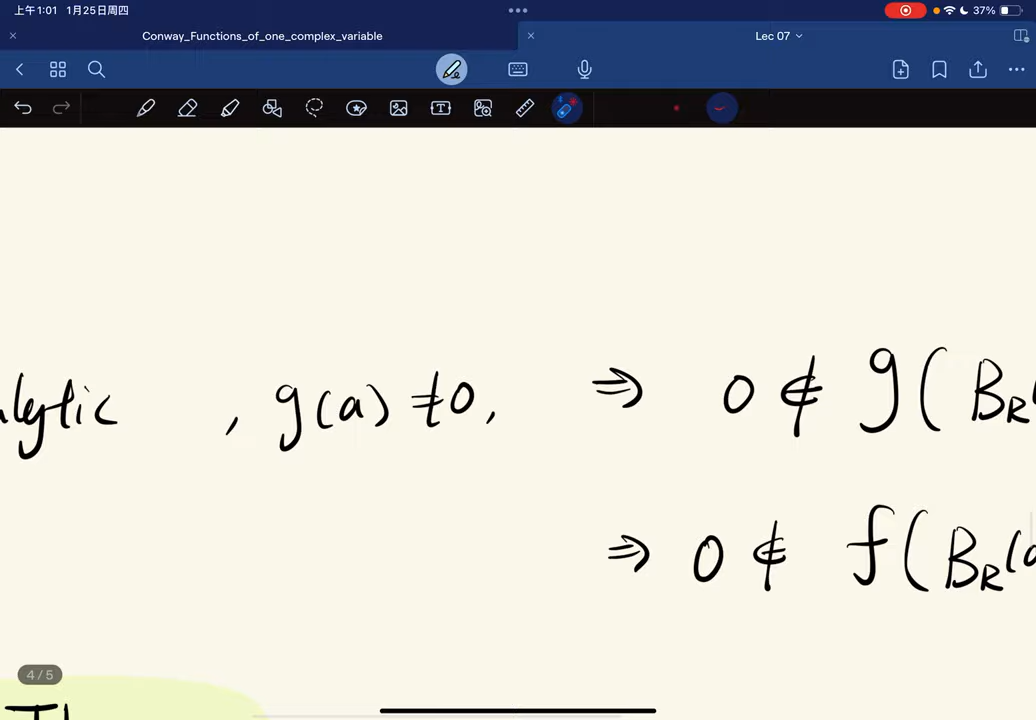 上午1:01 1月25日周四
37%
Conway_Functions_of_one_complex_variable
Lec 07
alytic , g(a) ≠ 0, ⇒ 0 ∉ g( B_R(
⇒ 0 ∉ f( B_R(a
4 / 5
Th